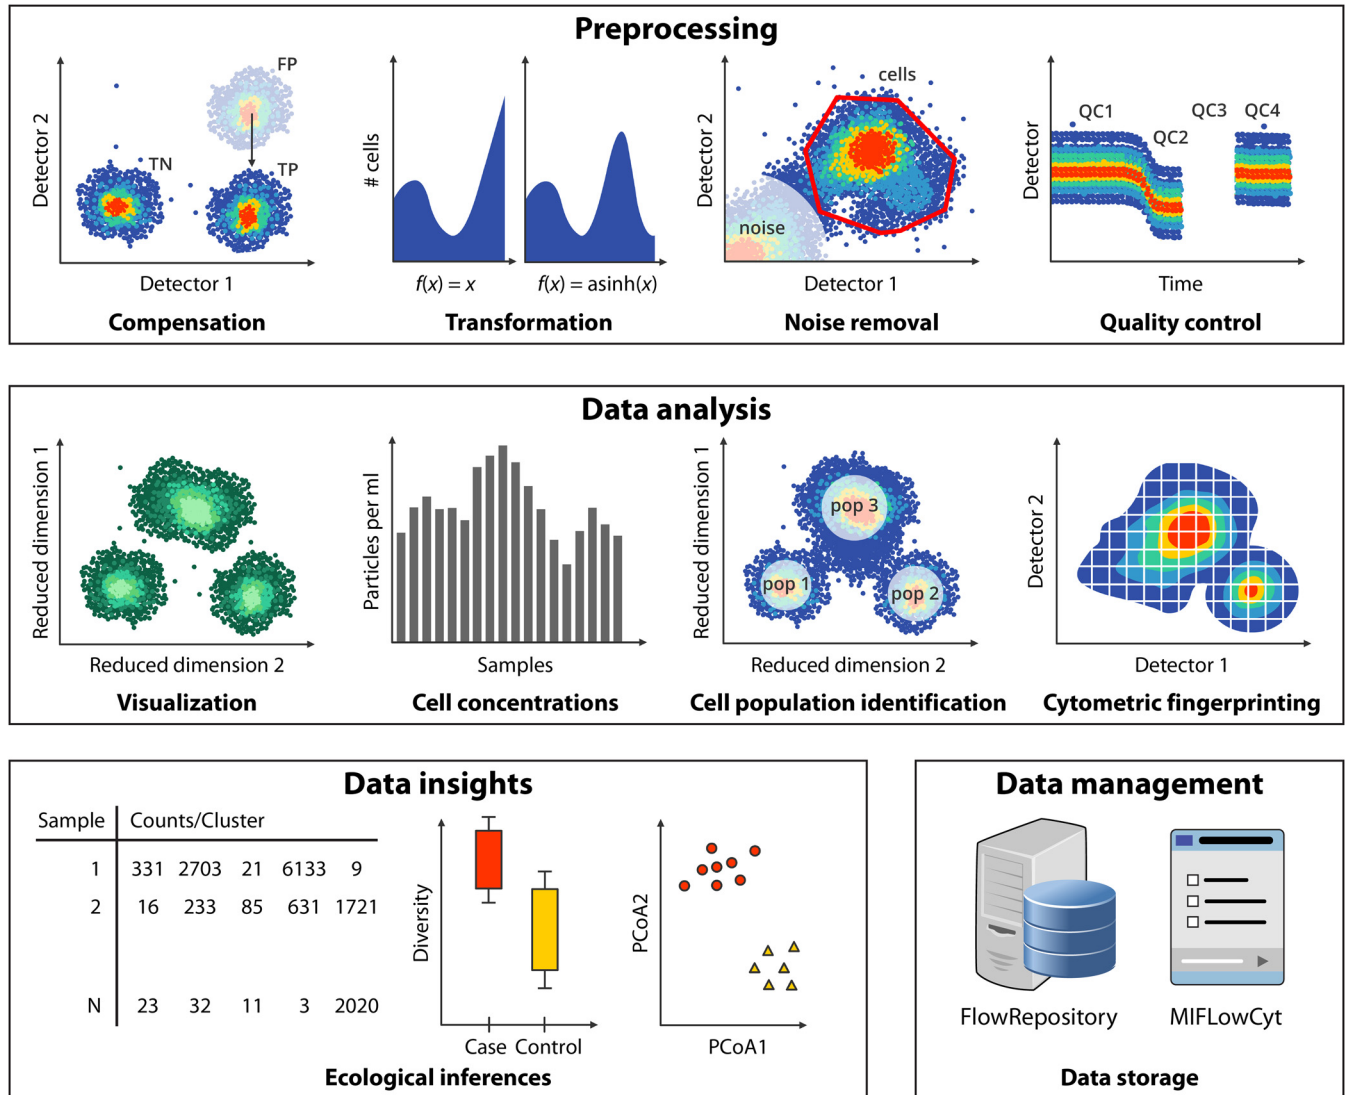 Preprocessing
FP
TN
TP
Detector 2
Detector 1
Compensation
# cells
f(x) = x
f(x) = asinh(x)
Transformation
cells
noise
Detector 2
Detector 1
Noise removal
QC1
QC2
QC3
QC4
Detector
Time
Quality control
Data analysis
Reduced dimension 1
Reduced dimension 2
Visualization
Particles per ml
Samples
Cell concentrations
pop 3
pop 1
pop 2
Reduced dimension 1
Reduced dimension 2
Cell population identification
Detector 2
Detector 1
Cytometric fingerprinting
Data insights
Sample Counts/Cluster
1 331 2703 21 6133 9
2 16 233 85 631 1721
N 23 32 11 3 2020
Diversity
Case Control
PCoA2
PCoA1
Ecological inferences
Data management
FlowRepository
MIFLowCyt
Data storage